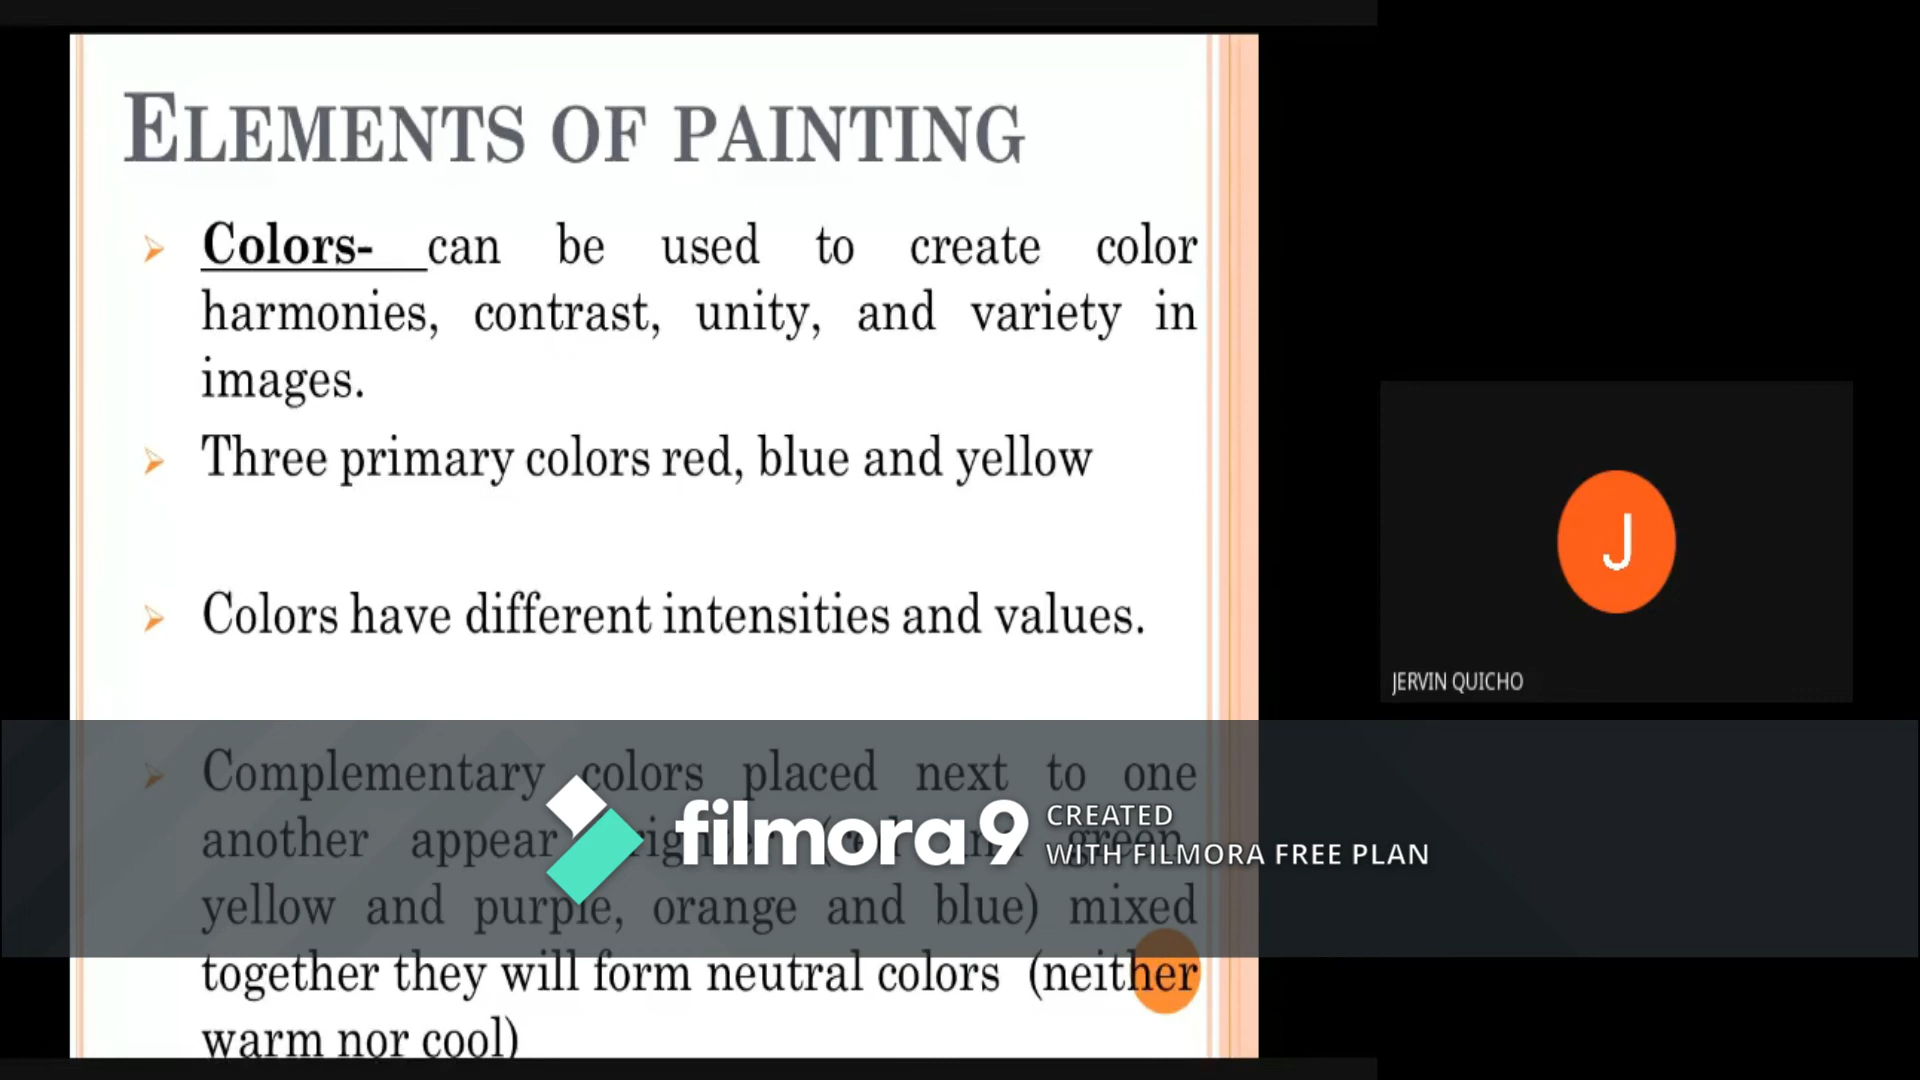 ELEMENTS OF PAINTING
Colors- can be used to create color
harmonies, contrast, unity, and variety in
images.
Three primary colors red, blue and yellow
Colors have different intensities and values.
Complementary colors placed next to one
another appear green,
yellow and purple, orange and blue) mixed
together they will form neutral colors (neither
warm nor cool)
filmora9
CREATED
WITH FILMORA FREE PLAN
J
JERVIN QUICHO